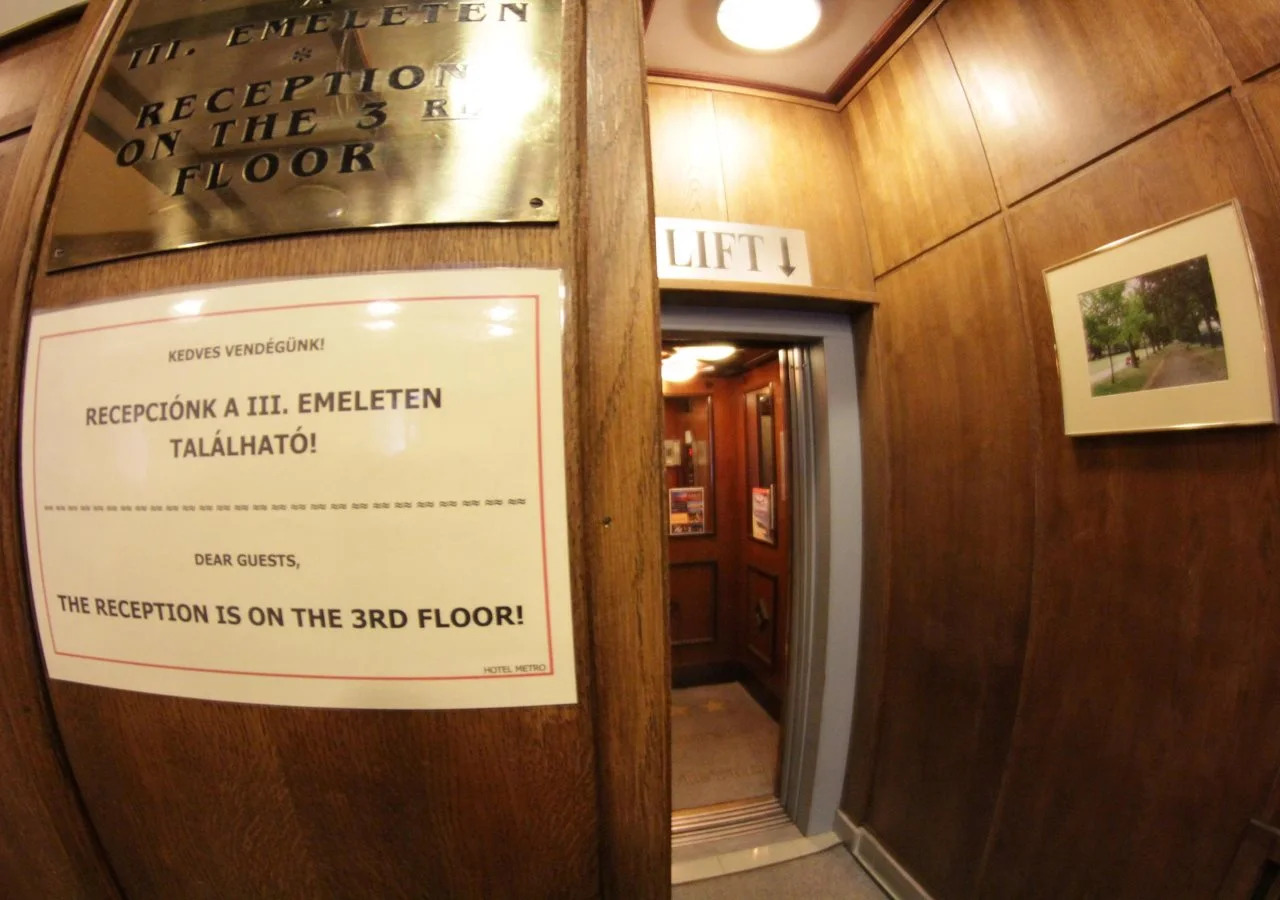 III. EMELETEN
*
RECEPTION
ON THE 3 RD
FLOOR
KEDVES VENDÉGÜNK!
RECEPCIÓNK A III. EMELETEN
TALÁLHATÓ!
≈≈ ≈≈ ≈≈ ≈≈ ≈≈ ≈≈ ≈≈ ≈≈ ≈≈ ≈≈ ≈≈ ≈≈ ≈≈ ≈≈ ≈≈ ≈≈ ≈≈ ≈≈ ≈≈ ≈≈
DEAR GUESTS,
THE RECEPTION IS ON THE 3RD FLOOR!
HOTEL METRO
LIFT ↓